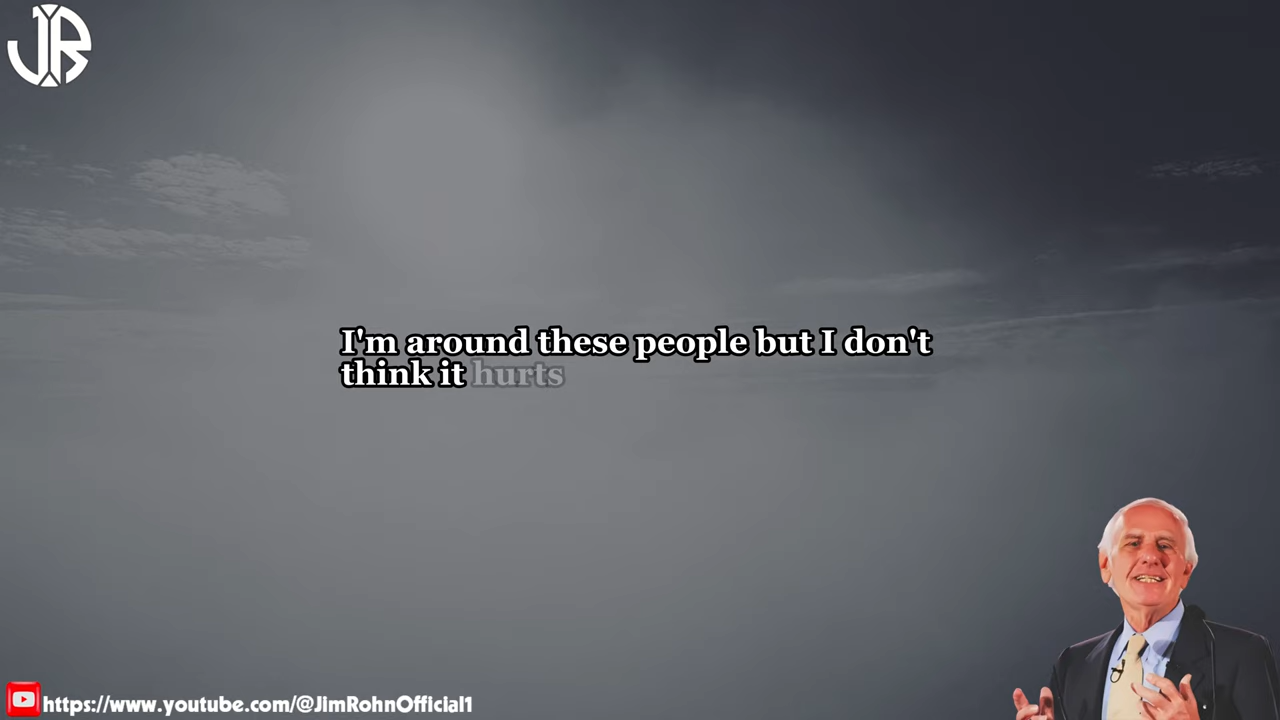 JR
I'm around these people but I don't
think it hurts
https://www.youtube.com/@JimRohnOfficial1